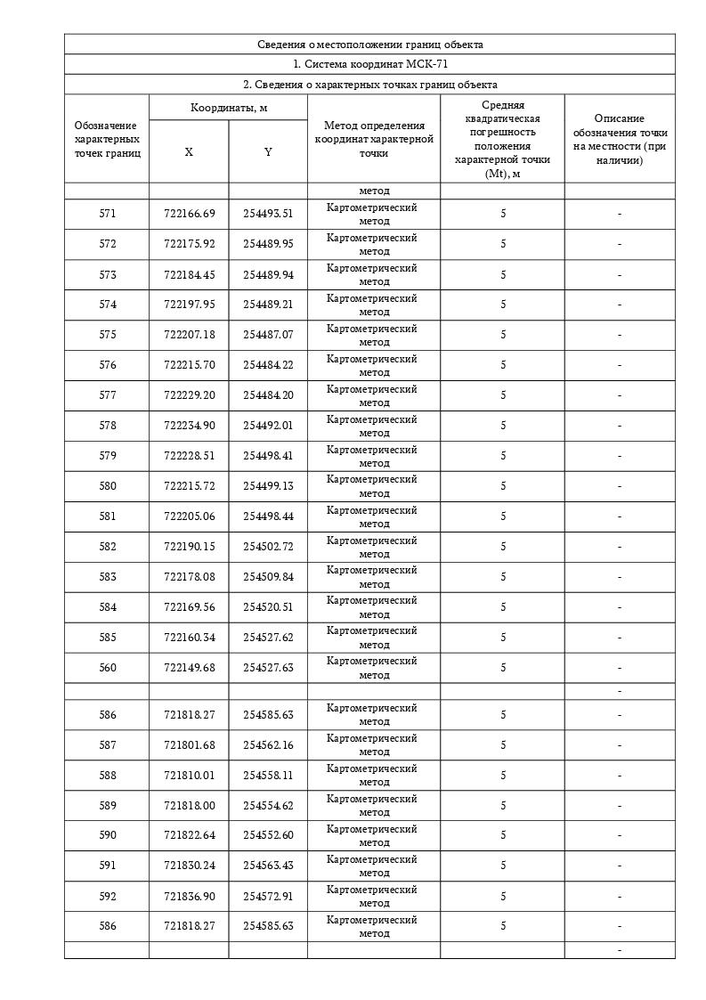 Сведения о местоположении границ объекта
1. Система координат МСК-71
2. Сведения о характерных точках границ объекта
Обозначение характерных точек границ
Координаты, м
X
Y
Метод определения координат характерной точки
Средняя квадратическая погрешность положения характерной точки (Mt), м
Описание обозначения точки на местности (при наличии)
метод
571 722166.69 254493.51 Картометрический метод 5 -
572 722175.92 254489.95 Картометрический метод 5 -
573 722184.45 254489.94 Картометрический метод 5 -
574 722197.95 254489.21 Картометрический метод 5 -
575 722207.18 254487.07 Картометрический метод 5 -
576 722215.70 254484.22 Картометрический метод 5 -
577 722229.20 254484.20 Картометрический метод 5 -
578 722234.90 254492.01 Картометрический метод 5 -
579 722228.51 254498.41 Картометрический метод 5 -
580 722215.72 254499.13 Картометрический метод 5 -
581 722205.06 254498.44 Картометрический метод 5 -
582 722190.15 254502.72 Картометрический метод 5 -
583 722178.08 254509.84 Картометрический метод 5 -
584 722169.56 254520.51 Картометрический метод 5 -
585 722160.34 254527.62 Картометрический метод 5 -
560 722149.68 254527.63 Картометрический метод 5 -
-
586 721818.27 254585.63 Картометрический метод 5 -
587 721801.68 254562.16 Картометрический метод 5 -
588 721810.01 254558.11 Картометрический метод 5 -
589 721818.00 254554.62 Картометрический метод 5 -
590 721822.64 254552.60 Картометрический метод 5 -
591 721830.24 254563.43 Картометрический метод 5 -
592 721836.90 254572.91 Картометрический метод 5 -
586 721818.27 254585.63 Картометрический метод 5 -
-